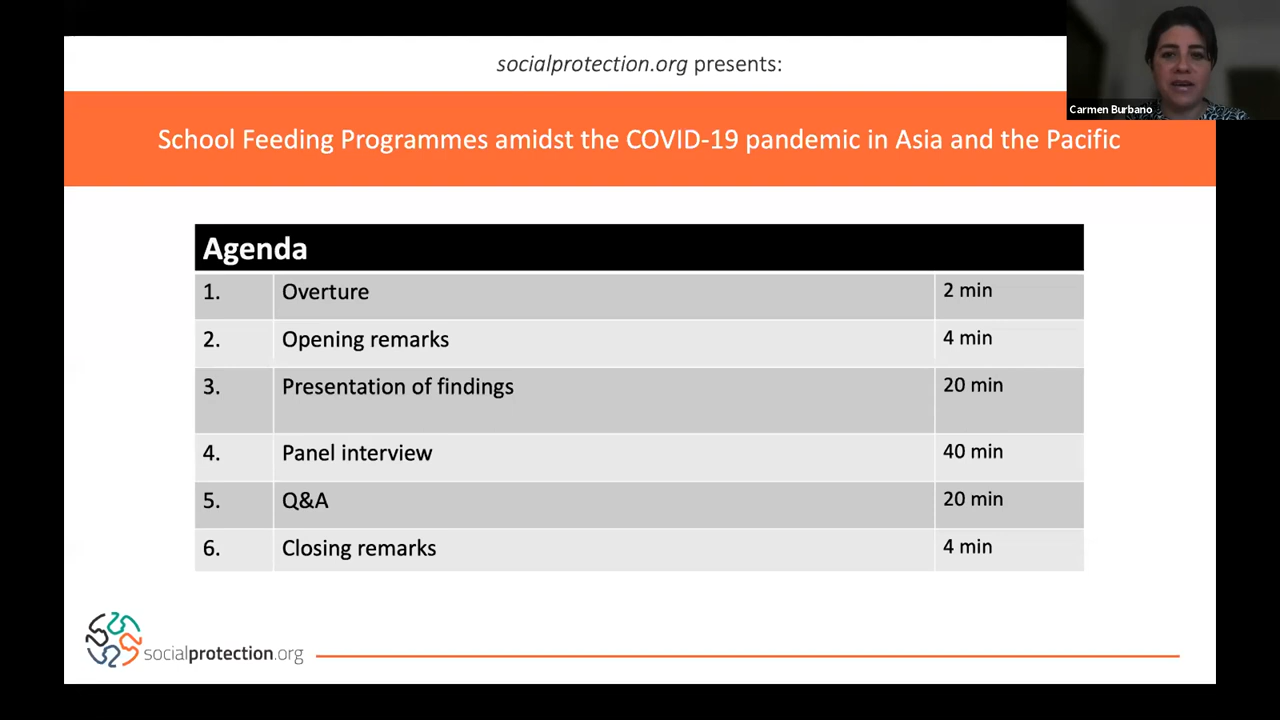 socialprotection.org presents:
Carmen Burbano
School Feeding Programmes amidst the COVID-19 pandemic in Asia and the Pacific
Agenda
1. Overture 2 min
2. Opening remarks 4 min
3. Presentation of findings 20 min
4. Panel interview 40 min
5. Q&A 20 min
6. Closing remarks 4 min
socialprotection.org